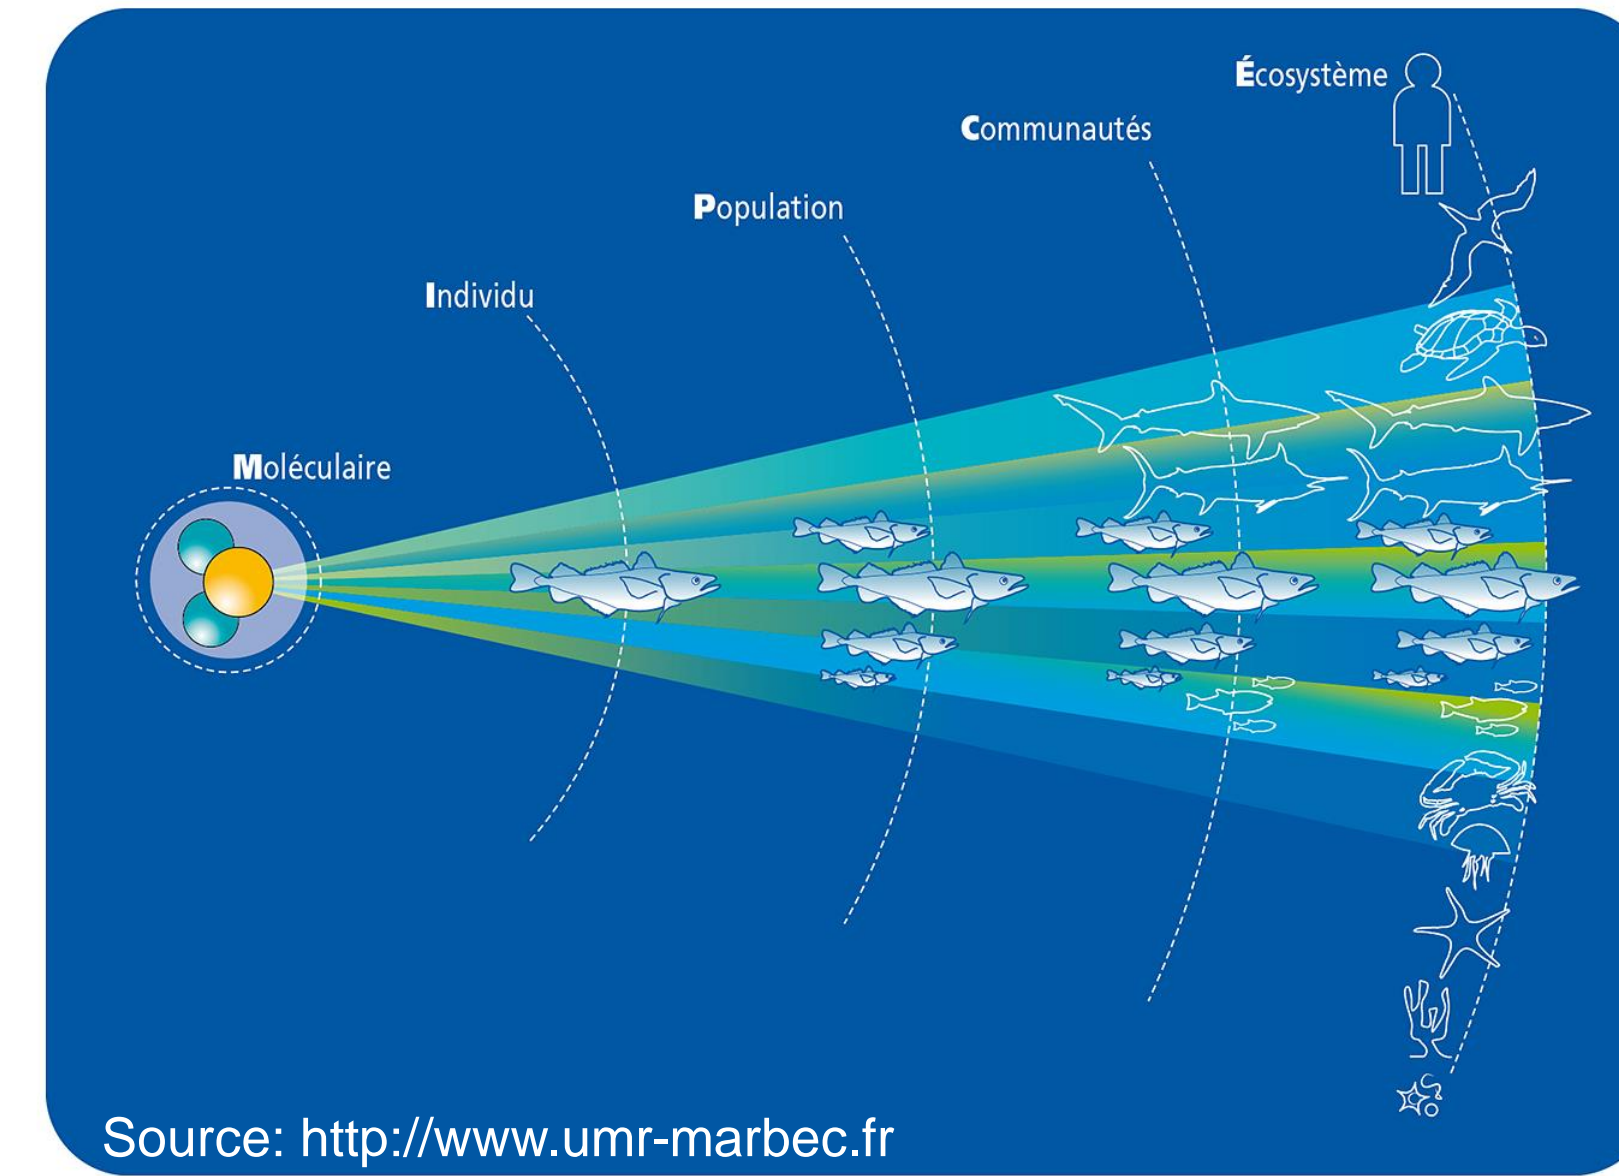 Écosystème
Communautés
Population
Individu
Moléculaire
Source: http://www.umr-marbec.fr